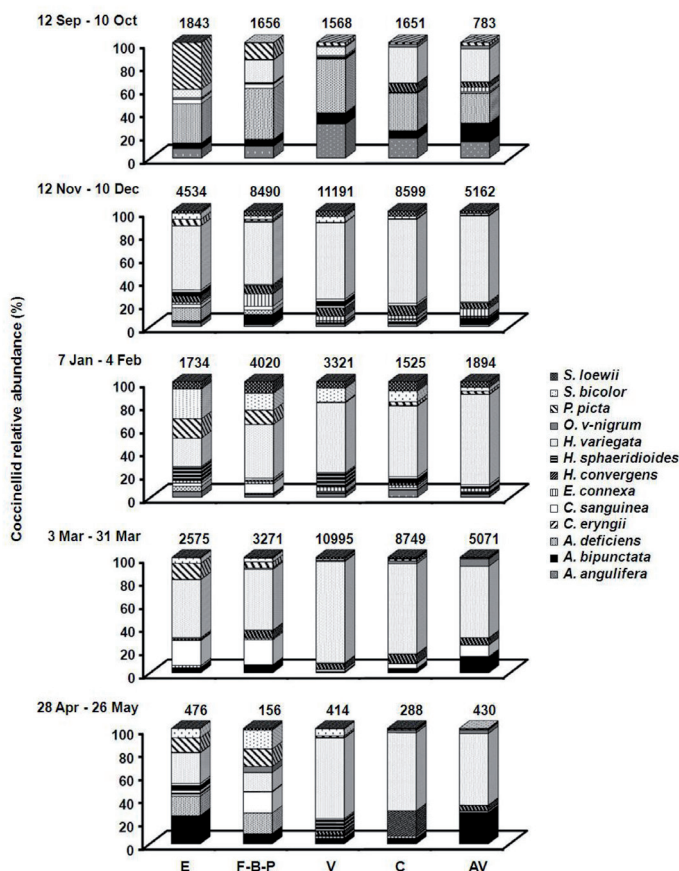 12 Sep - 10 Oct 1843 1656 1568 1651 783
100
80
60
40
20
0
12 Nov - 10 Dec 4534 8490 11191 8599 5162
100
80
60
40
20
0
7 Jan - 4 Feb 1734 4020 3321 1525 1894
100
80
60
40
20
0
3 Mar - 31 Mar 2575 3271 10995 8749 5071
100
80
60
40
20
0
28 Apr - 26 May 476 156 414 288 430
100
80
60
40
20
0
E F-B-P V C AV
Coccinellid relative abundance (%)
S. loewii
S. bicolor
P. picta
O. v-nigrum
H. variegata
H. sphaeridioides
H. convergens
E. connexa
C. sanguinea
C. eryngii
A. deficiens
A. bipunctata
A. angulifera